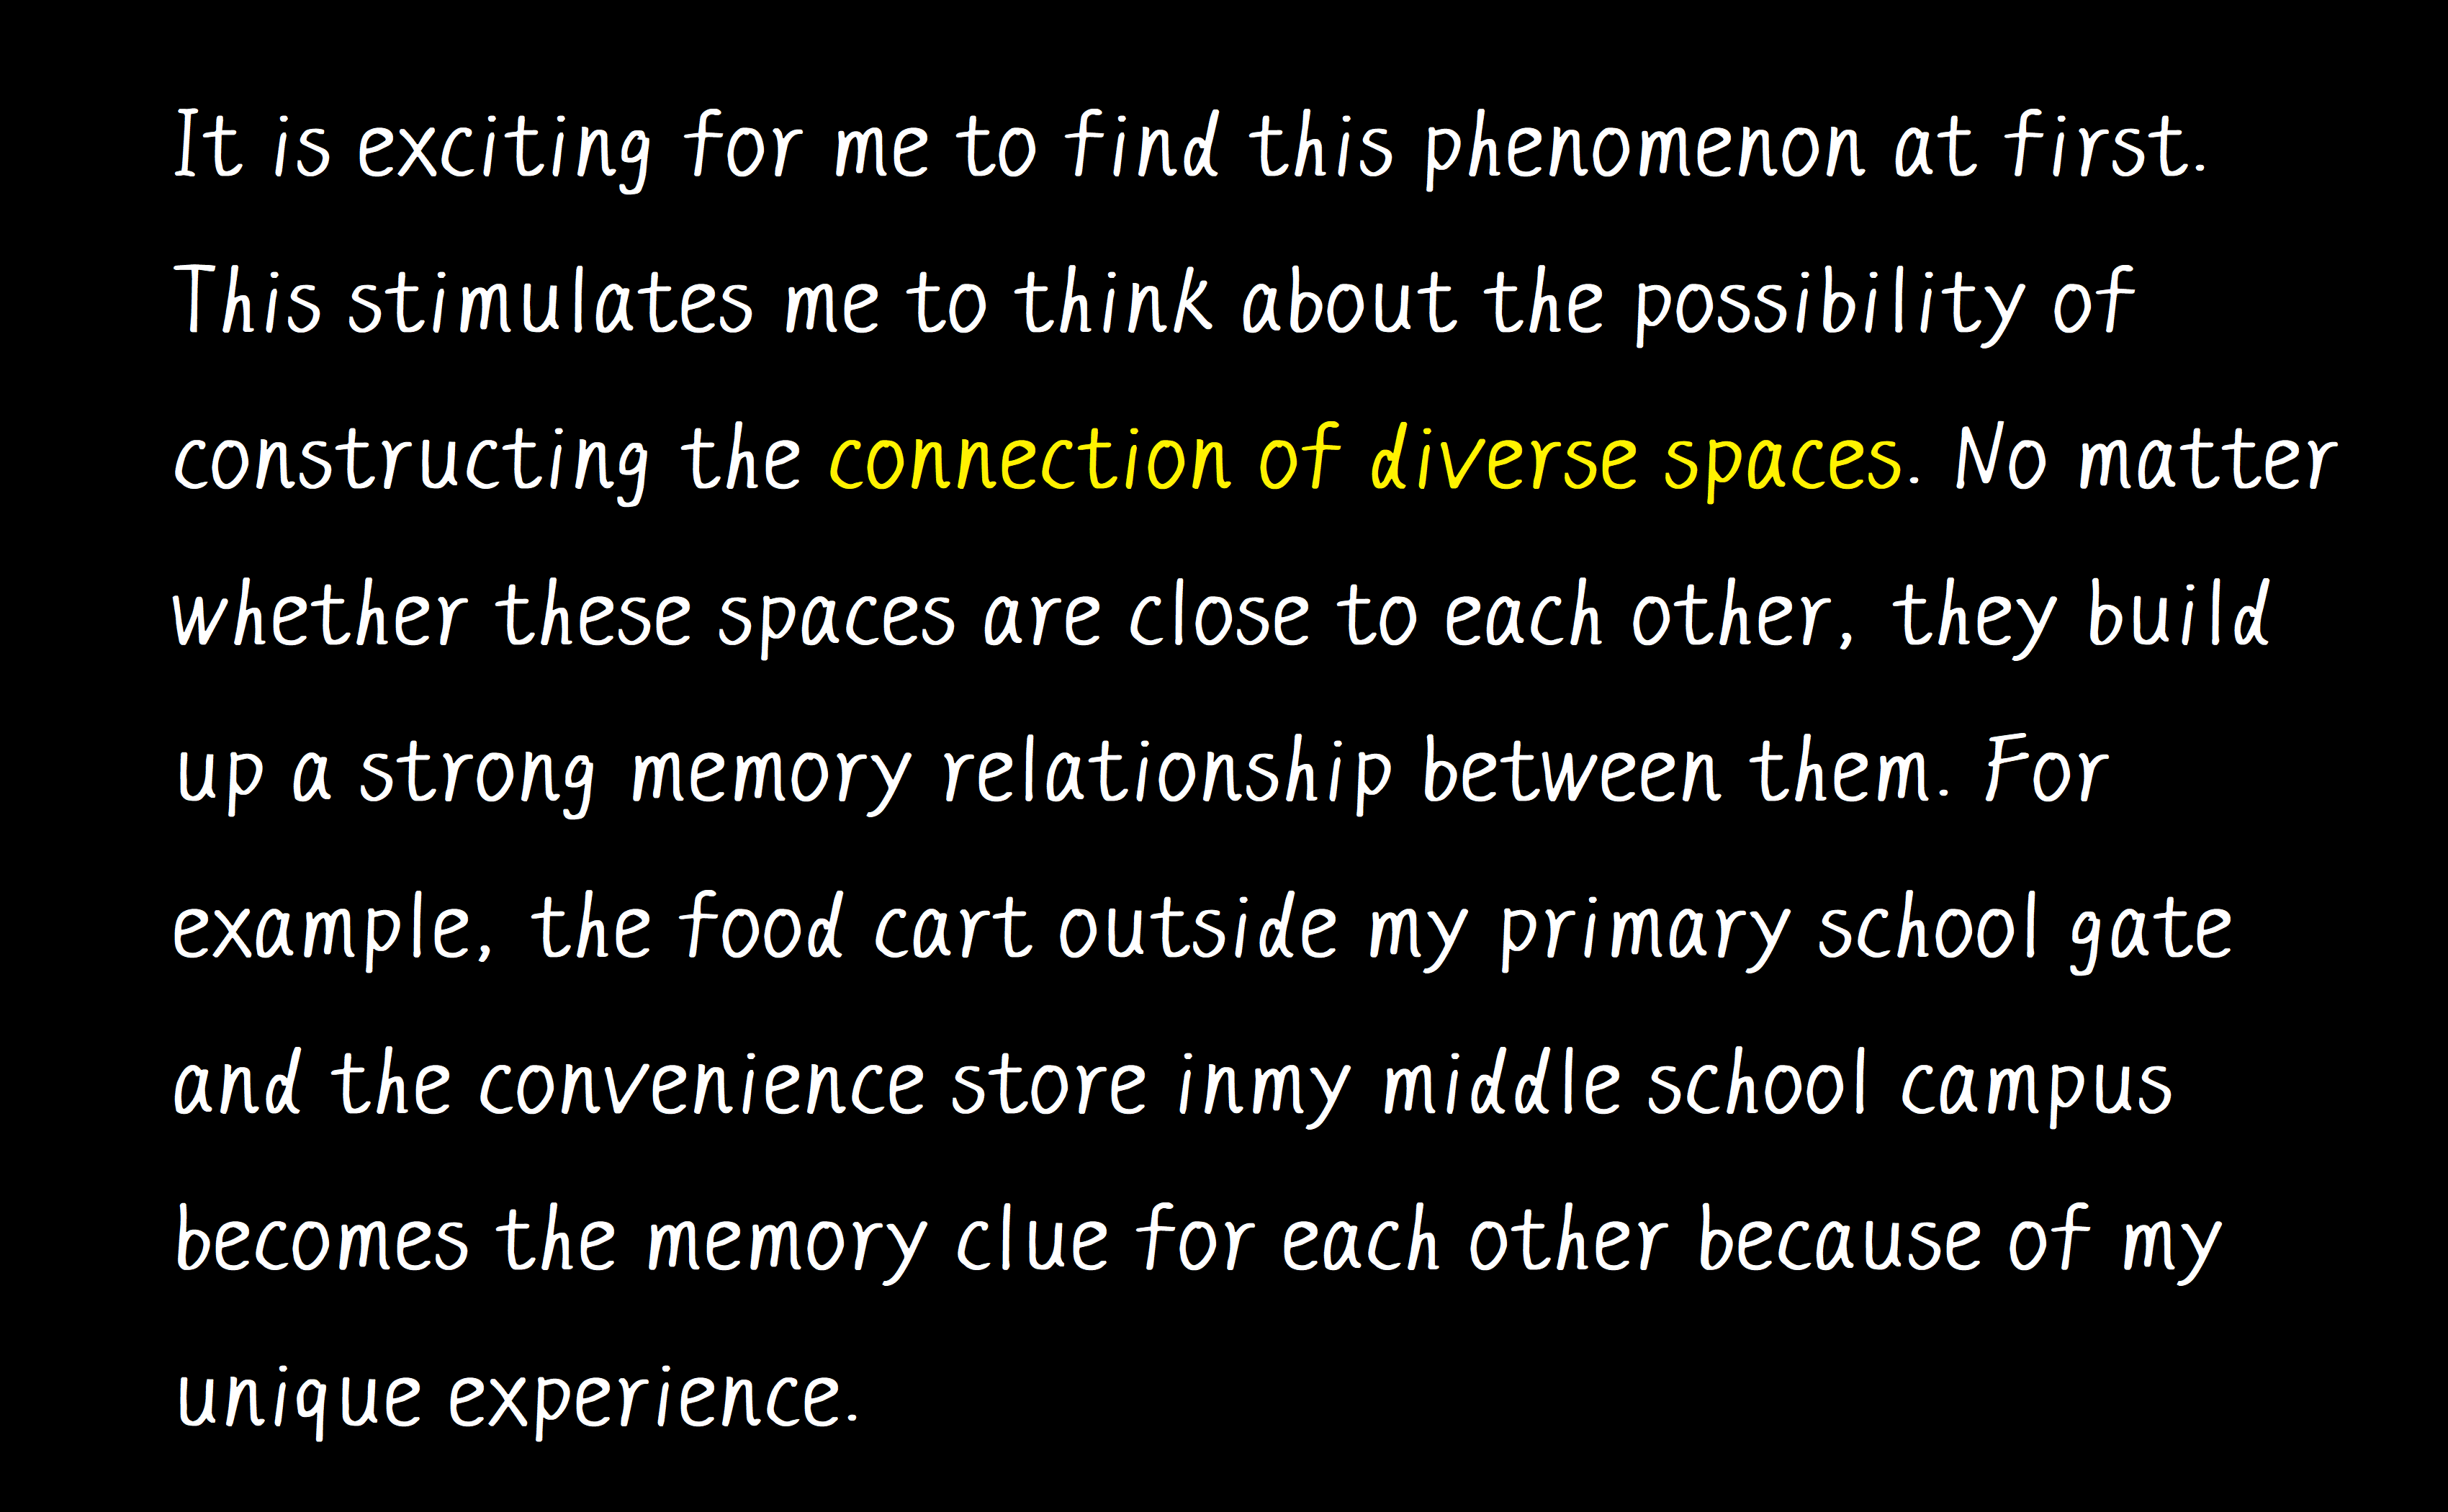 It is exciting for me to find this phenomenon at first.
This stimulates me to think about the possibility of
constructing the connection of diverse spaces. No matter
whether these spaces are close to each other, they build
up a strong memory relationship between them. For
example, the food cart outside my primary school gate
and the convenience store inmy middle school campus
becomes the memory clue for each other because of my
unique experience.